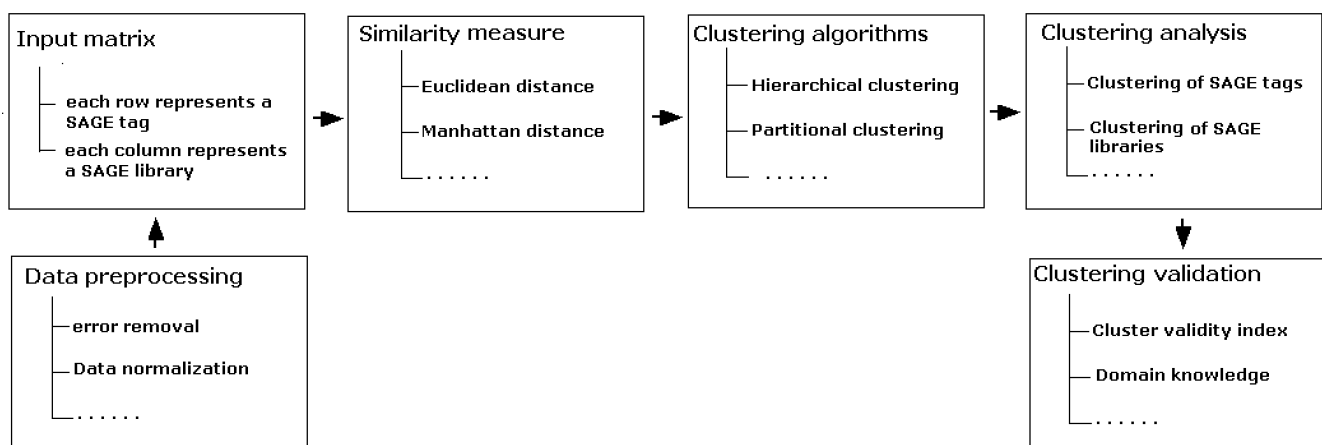 Input matrix
each row represents a
SAGE tag
each column represents
a SAGE library
Similarity measure
Euclidean distance
Manhattan distance
. . . . . .
Clustering algorithms
Hierarchical clustering
Partitional clustering
. . . . . .
Clustering analysis
Clustering of SAGE tags
Clustering of SAGE
libraries
. . . . . .
Data preprocessing
error removal
Data normalization
. . . . . .
Clustering validation
Cluster validity index
Domain knowledge
. . . . . .